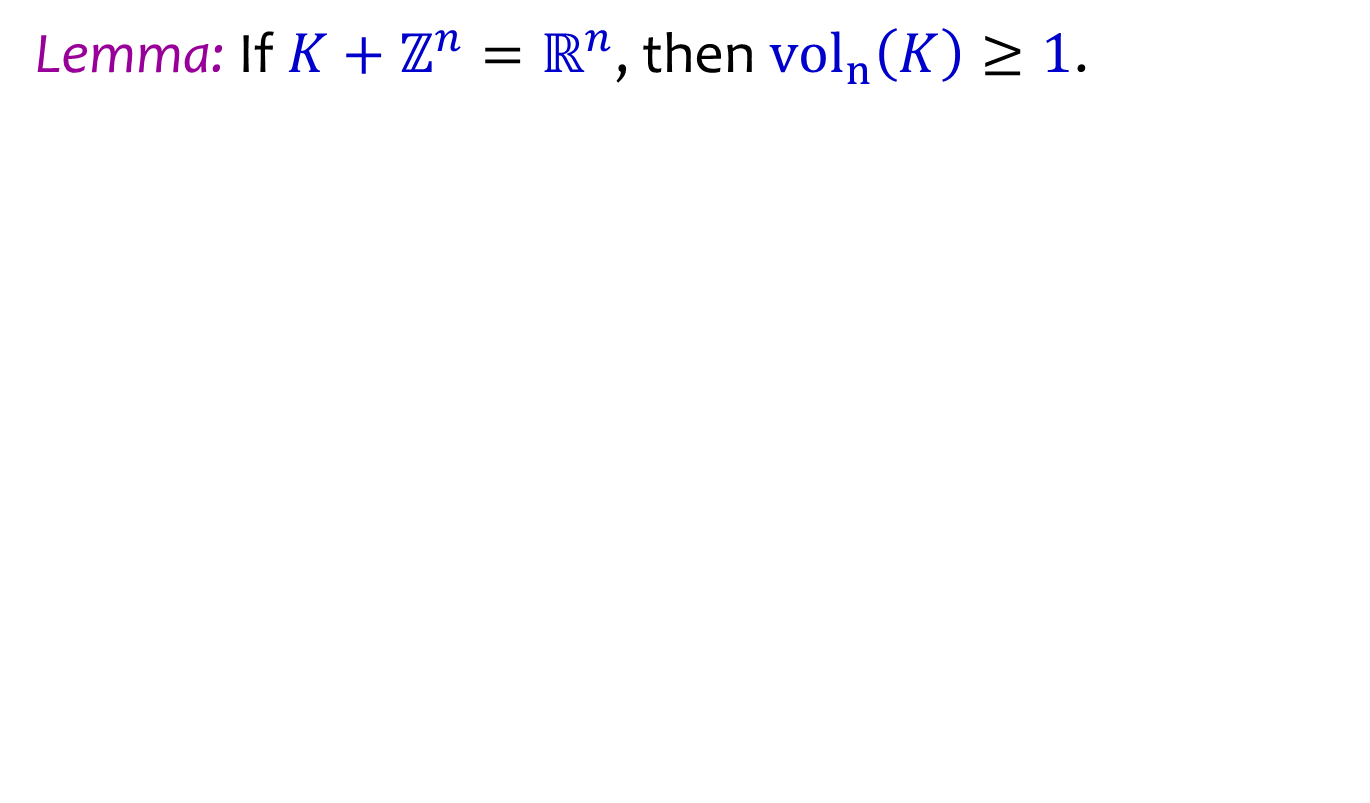 Lemma: If K + ℤⁿ = ℝⁿ, then volₙ(K) ≥ 1.